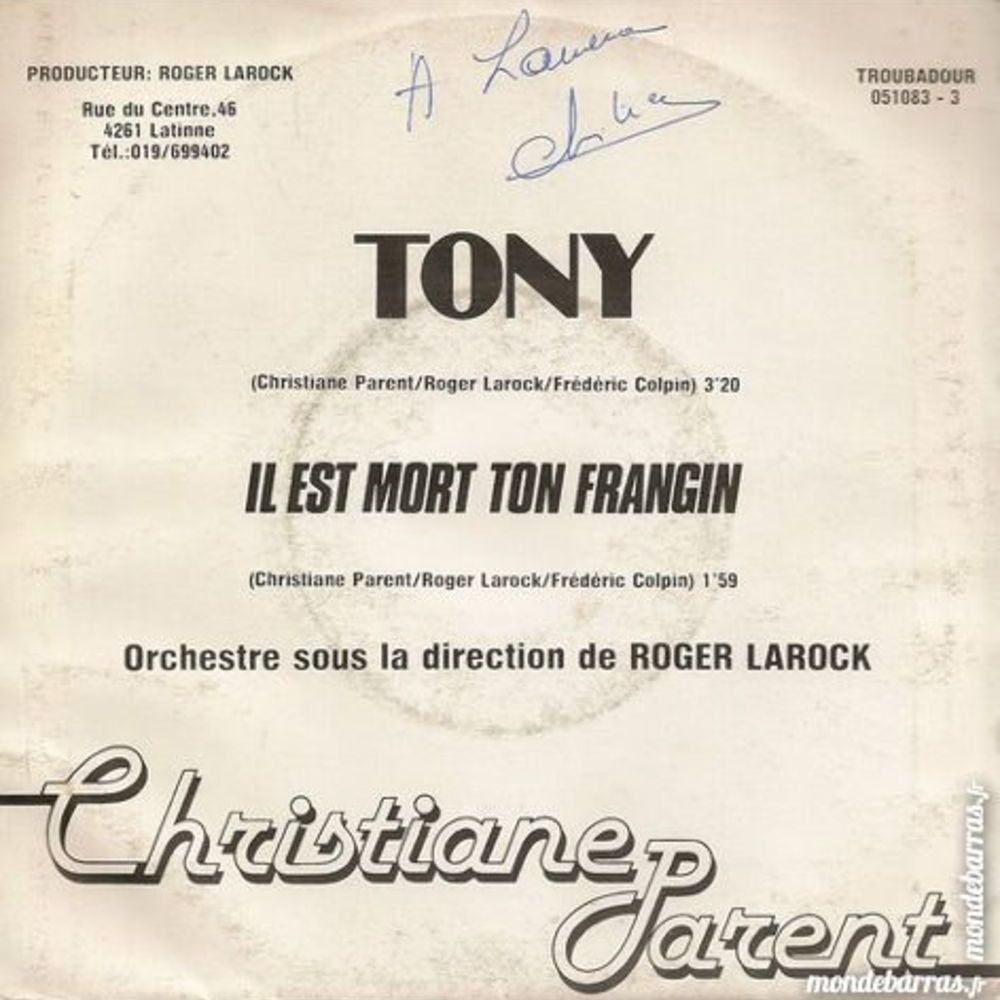 PRODUCTEUR: ROGER LAROCK
Rue du Centre,46
4261 Latinne
Tél.:019/699402
A
TROUBADOUR
051083 - 3
TONY
(Christiane Parent/Roger Larock/Frédéric Colpin) 3'20
IL EST MORT TON FRANGIN
(Christiane Parent/Roger Larock/Frédéric Colpin) 1'59
Orchestre sous la direction de ROGER LAROCK
Christiane
Parent
mondebarras.fr
mondebarras.fr